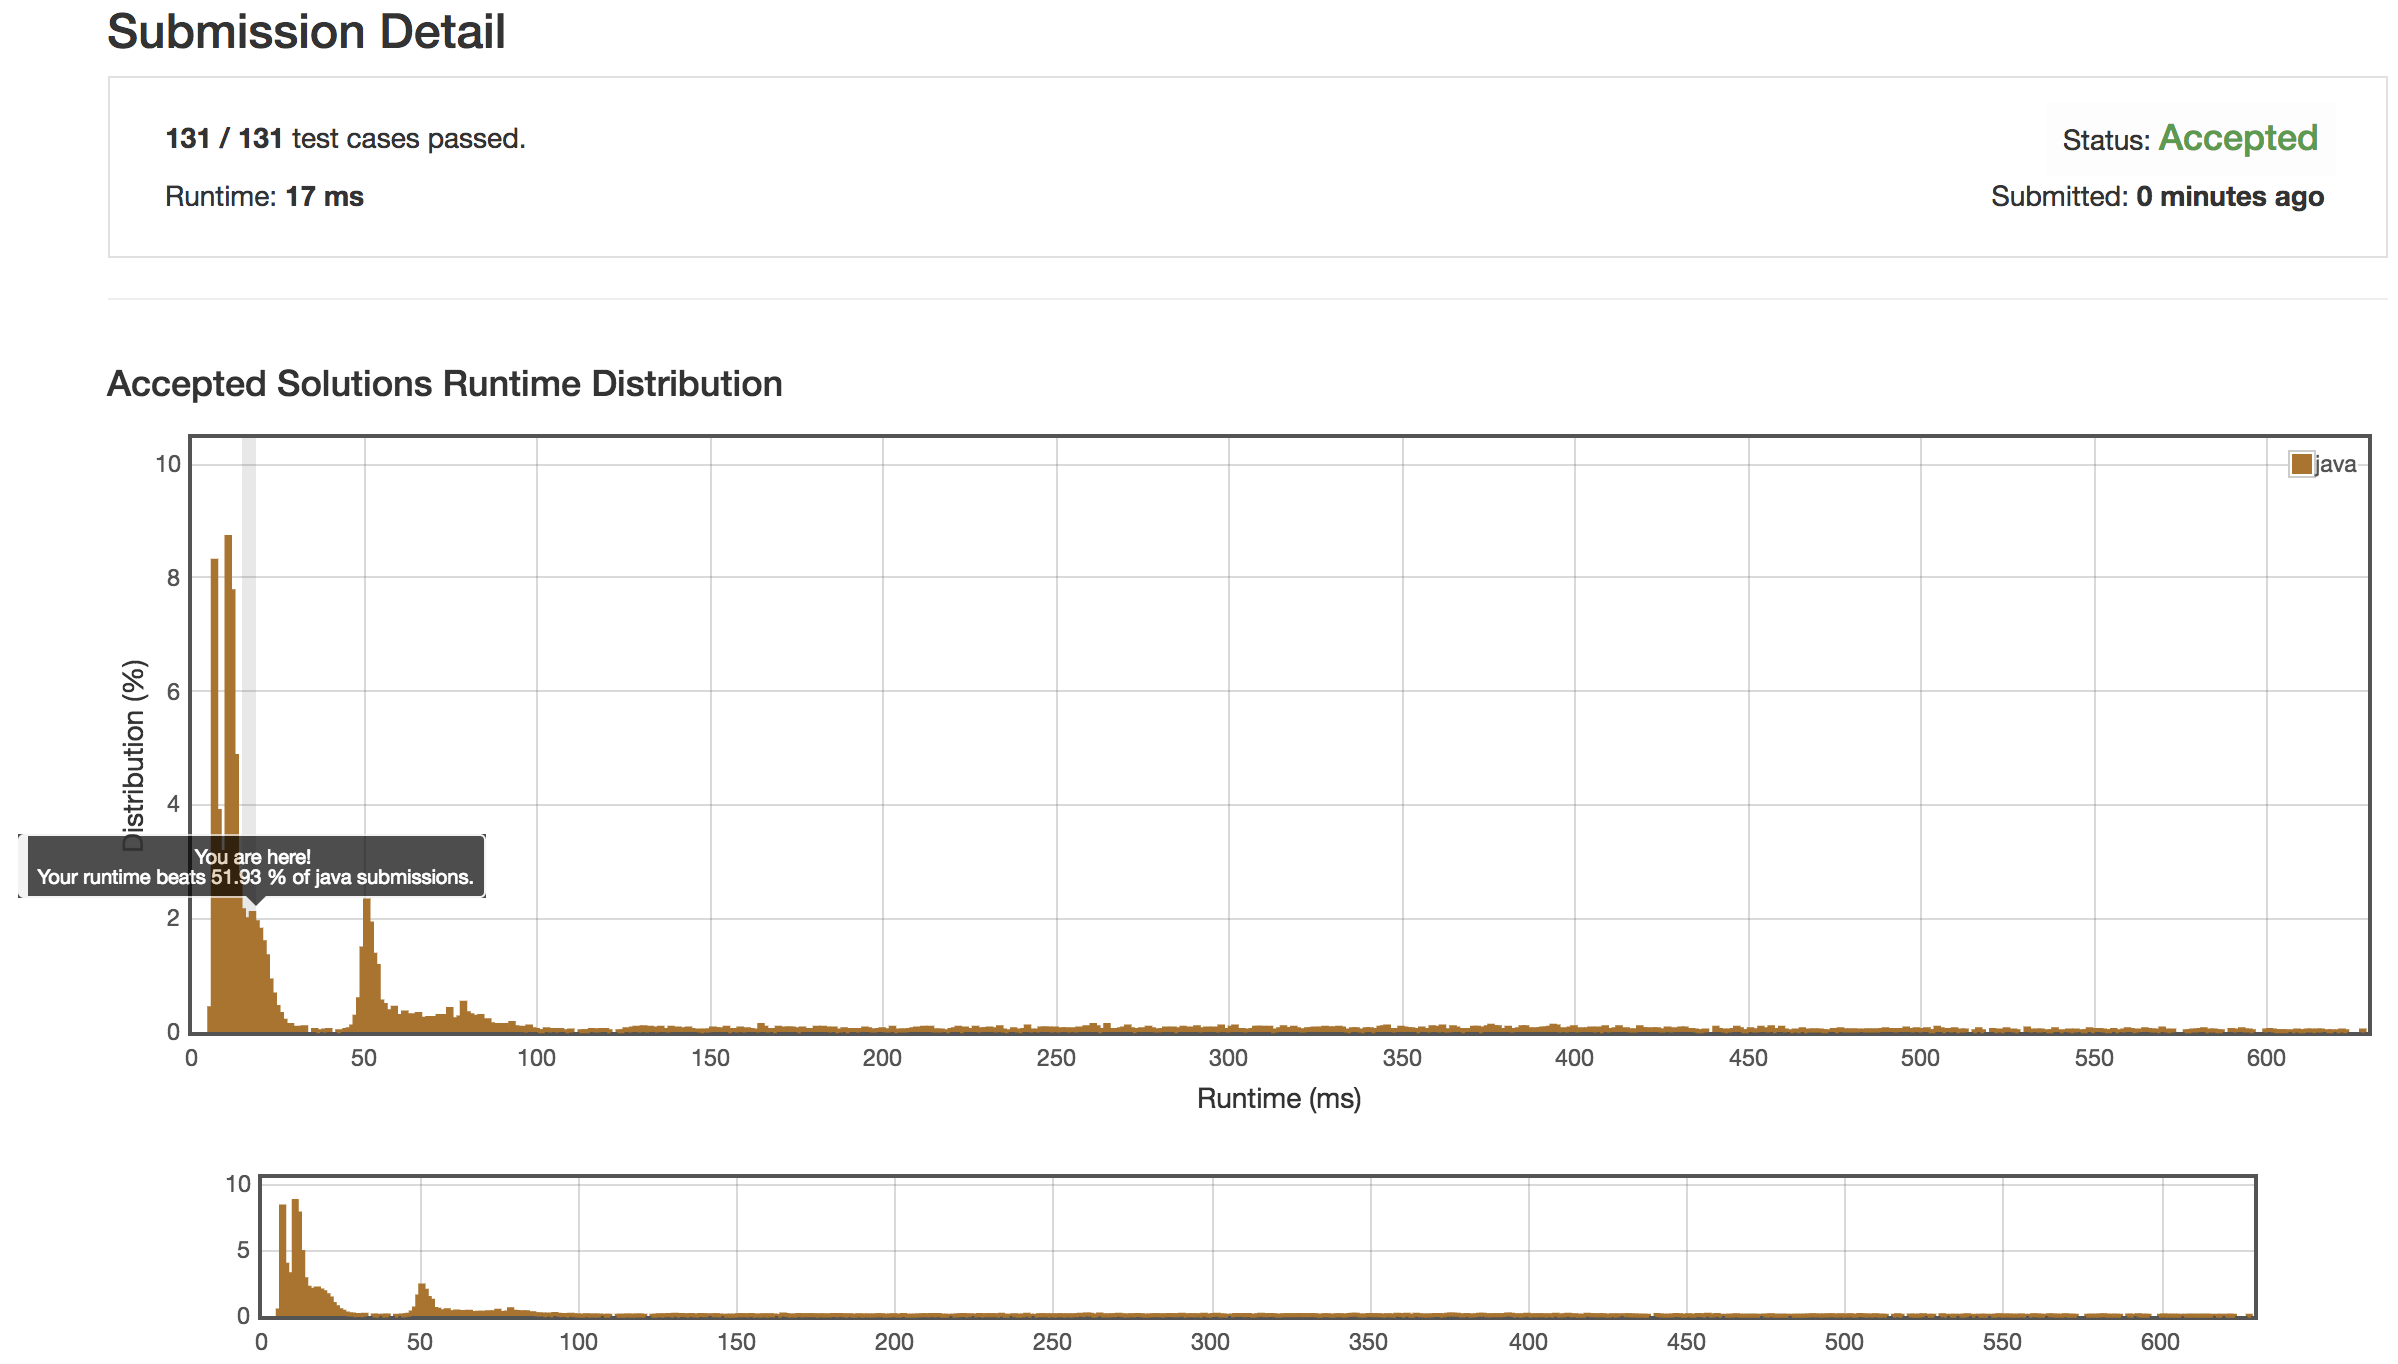 Submission Detail
131 / 131 test cases passed.
Status: Accepted
Runtime: 17 ms
Submitted: 0 minutes ago
Accepted Solutions Runtime Distribution
java
10
8
6
4
2
0
Distribution (%)
You are here!
Your runtime beats 51.93 % of java submissions.
0 50 100 150 200 250 300 350 400 450 500 550 600
Runtime (ms)
10
5
0
0 50 100 150 200 250 300 350 400 450 500 550 600